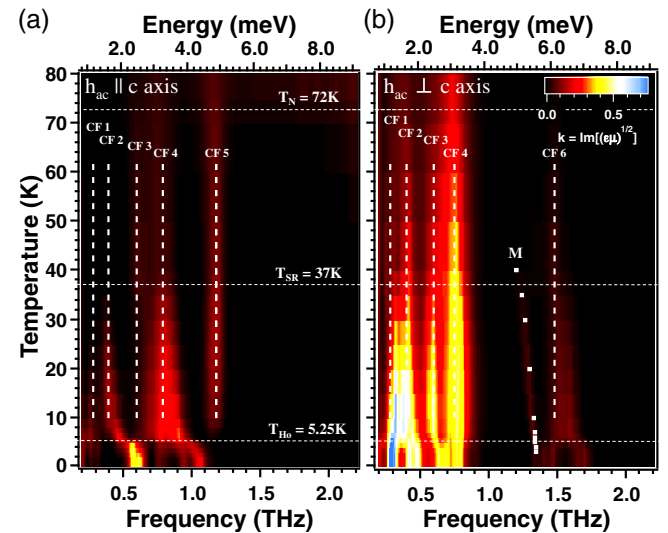 (a)
Energy (meV)
2.0 4.0 6.0 8.0
h_ac ∥ c axis
T_N = 72K
CF 1
CF 2
CF 3
CF 4
CF 5
T_SR = 37K
T_Ho = 5.25K
80
70
60
50
40
30
20
10
0
Temperature (K)
0.5 1.0 1.5 2.0
Frequency (THz)
(b)
Energy (meV)
2.0 4.0 6.0 8.0
h_ac ⊥ c axis
0.0 0.5
k = Im[(εμ)^1/2]
CF 1
CF 2
CF 3
CF 4
CF 6
M
0.5 1.0 1.5 2.0
Frequency (THz)